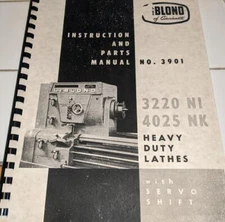 BLOND
of Cincinnati
INSTRUCTION
AND
PARTS
MANUAL NO. 3901
LEBLOND
3220 NI
4025 NK
HEAVY
DUTY
LATHES
with
SERVO
SHIFT